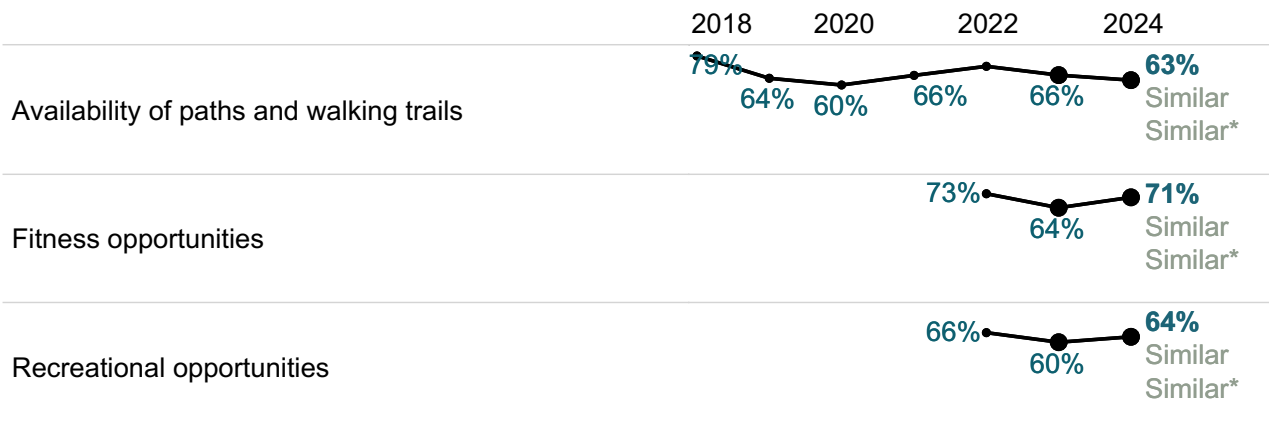 2018 2020 2022 2024
Availability of paths and walking trails
79% 64% 60% 66% 66% 63%
Similar
Similar*
Fitness opportunities
73% 64% 71%
Similar
Similar*
Recreational opportunities
66% 60% 64%
Similar
Similar*